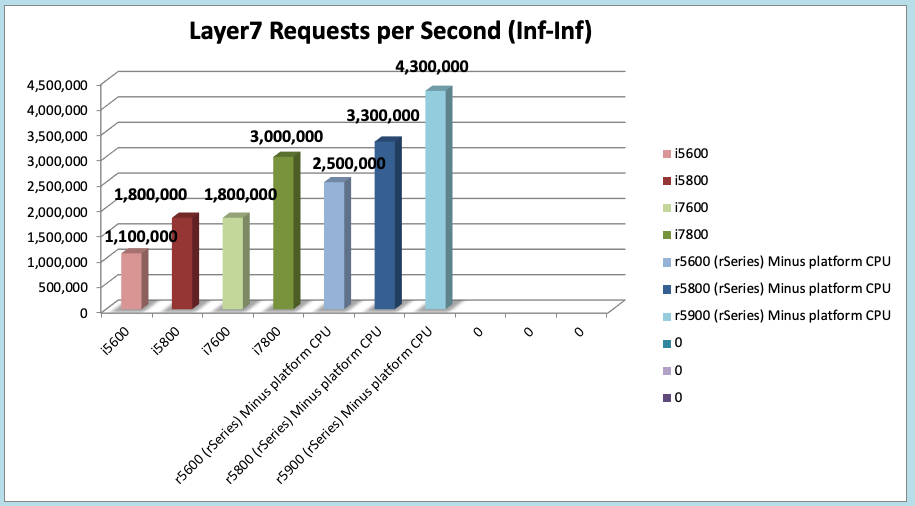 Layer7 Requests per Second (Inf-Inf)
4,500,000
4,000,000
3,500,000
3,000,000
2,500,000
2,000,000
1,500,000
1,000,000
500,000
0
1,100,000
1,800,000
1,800,000
3,000,000
2,500,000
3,300,000
4,300,000
i5600
i5800
i7600
i7800
r5600 (rSeries) Minus platform CPU
r5800 (rSeries) Minus platform CPU
r5900 (rSeries) Minus platform CPU
0
0
0
i5600
i5800
i7600
i7800
r5600 (rSeries) Minus platform CPU
r5800 (rSeries) Minus platform CPU
r5900 (rSeries) Minus platform CPU
0
0
0